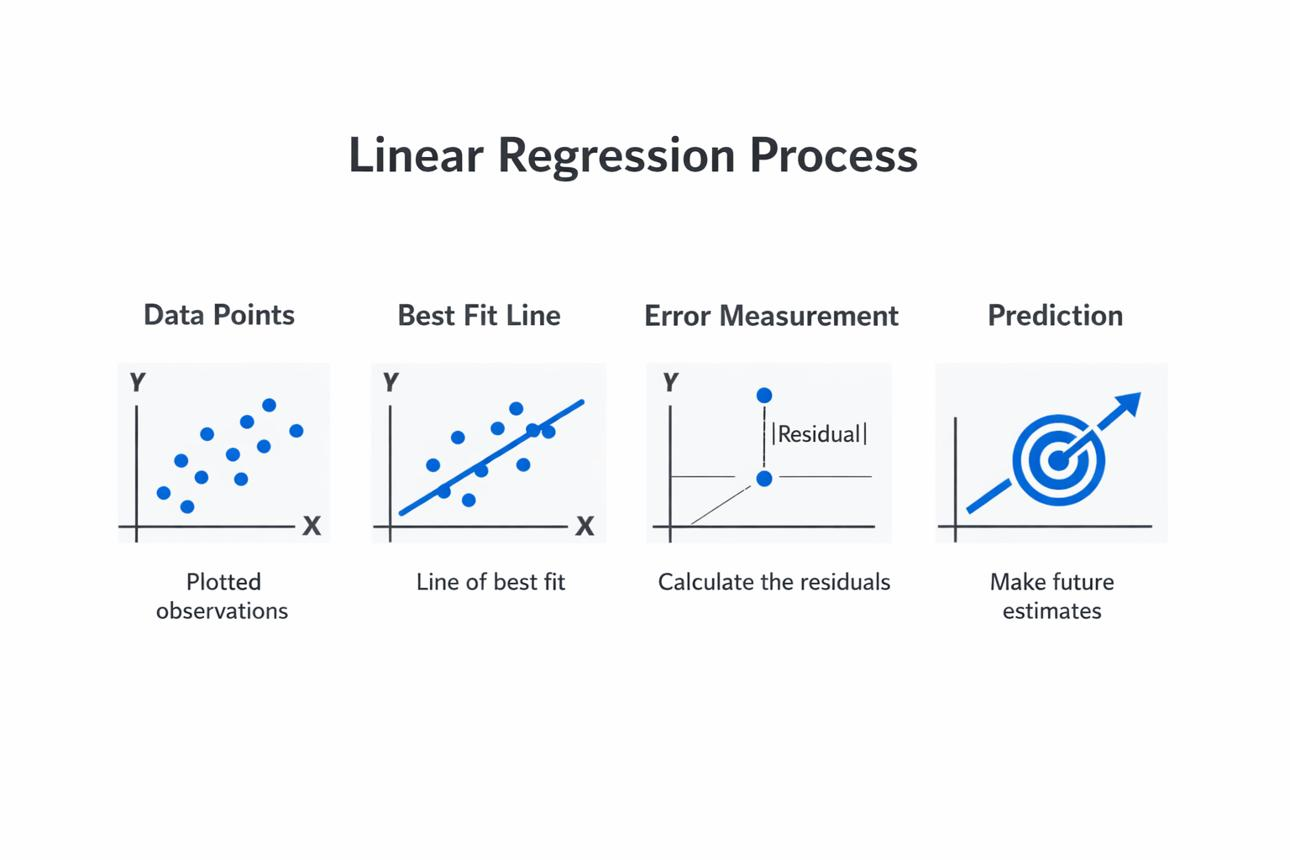 Linear Regression Process
Data Points
Y
X
Plotted
observations
Best Fit Line
Y
X
Line of best fit
Error Measurement
Y
|Residual|
Calculate the residuals
Prediction
Make future
estimates